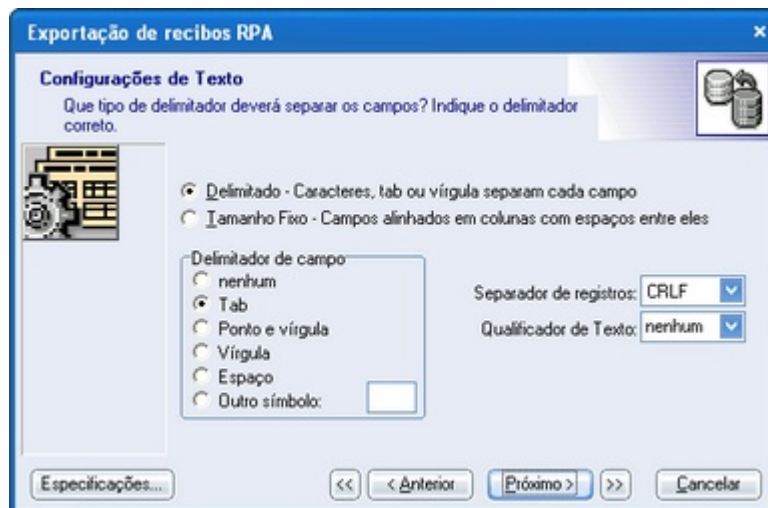 Exportação de recibos RPA
Configurações de Texto
Que tipo de delimitador deverá separar os campos? Indique o delimitador
correto.
Delimitado - Caracteres, tab ou vírgula separam cada campo
Tamanho Fixo - Campos alinhados em colunas com espaços entre eles
Delimitador de campo
nenhum
Tab
Ponto e vírgula
Vírgula
Espaço
Outro símbolo:
Separador de registros: CRLF
Qualificador de Texto: nenhum
Especificações... << < Anterior Próximo > >> Cancelar